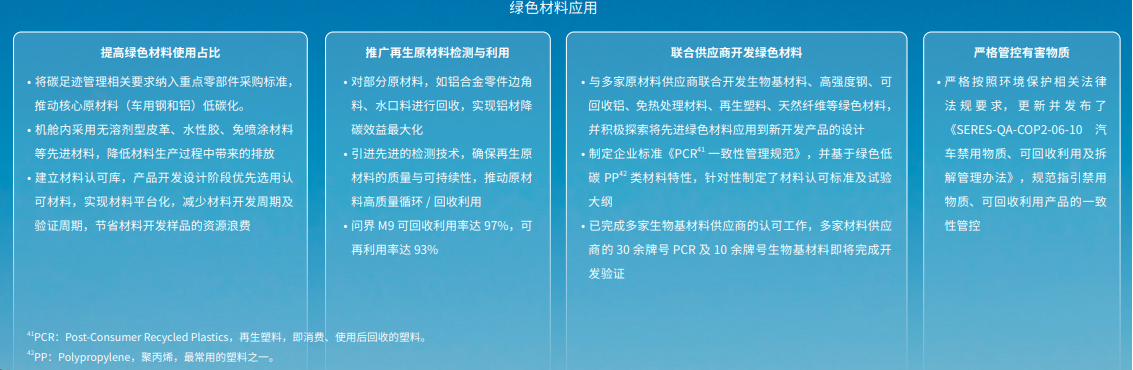 绿色材料应用
提高绿色材料使用占比
• 将碳足迹管理相关要求纳入重点零部件采购标准，
推动核心原材料（车用钢和铝）低碳化。
• 机舱内采用无溶剂型皮革、水性胶、免喷涂材料
等先进材料，降低材料生产过程中带来的排放
• 建立材料认可库，产品开发设计阶段优先选用认
可材料，实现材料平台化，减少材料开发周期及
验证周期，节省材料开发样品的资源浪费
推广再生原材料检测与利用
• 对部分原材料，如铝合金零件边角
料、水口料进行回收，实现铝材降
碳效益最大化
• 引进先进的检测技术，确保再生原
材料的质量与可持续性，推动原材
料高质量循环 / 回收利用
• 问界 M9 可回收利用率达 97%，可
再利用率达 93%
联合供应商开发绿色材料
• 与多家原材料供应商联合开发生物基材料、高强度钢、可
回收铝、免热处理材料、再生塑料、天然纤维等绿色材料，
并积极探索将先进绿色材料应用到新开发产品的设计
• 制定企业标准《PCR41 一致性管理规范》，并基于绿色低
碳 PP42 类材料特性，针对性制定了材料认可标准及试验
大纲
• 已完成多家生物基材料供应商的认可工作，多家材料供应
商的 30 余牌号 PCR 及 10 余牌号生物基材料即将完成开
发验证
严格管控有害物质
• 严格按照环境保护相关法律
法规要求，更新并发布了
《SERES-QA-COP2-06-10 汽
车禁用物质、可回收利用及拆
解管理办法》，规范指引禁用
物质、可回收利用产品的一致
性管控
41PCR：Post-Consumer Recycled Plastics，再生塑料，即消费、使用后回收的塑料。
42PP：Polypropylene，聚丙烯，最常用的塑料之一。